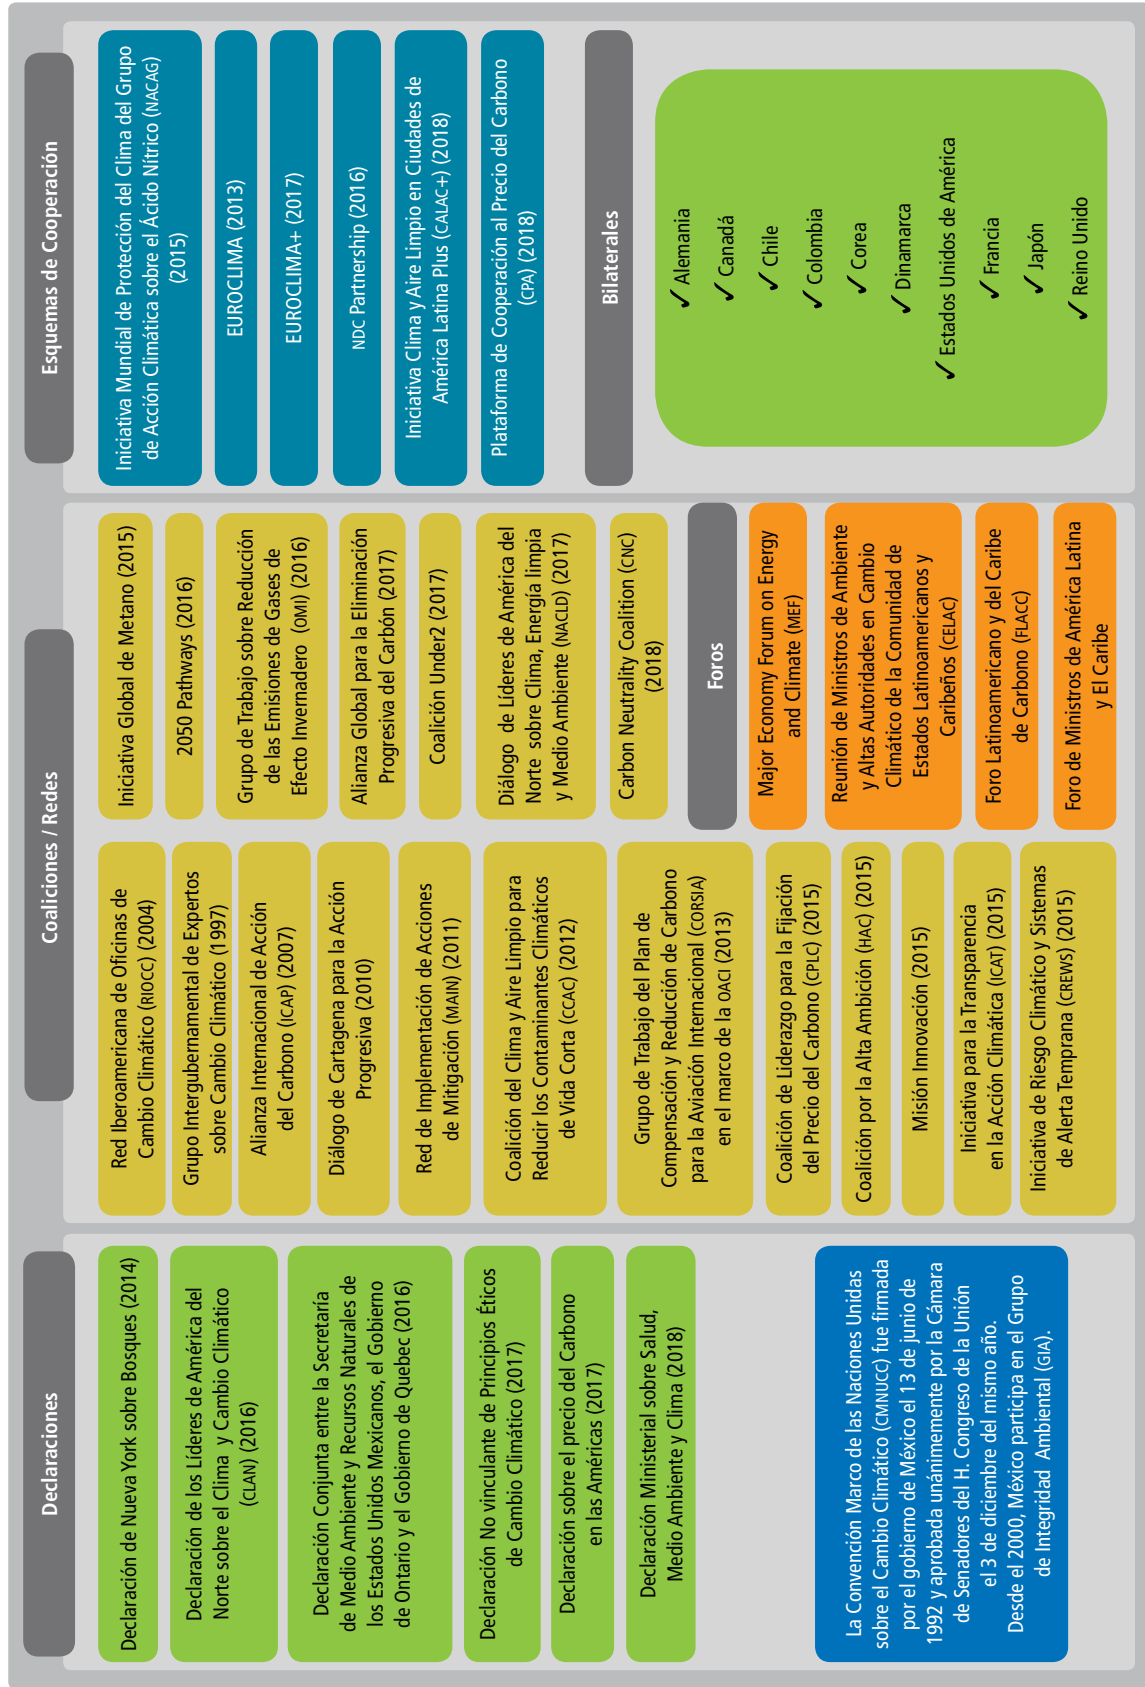 Declaraciones
Declaración de Nueva York sobre Bosques (2014)
Declaración de los Líderes de América del
Norte sobre el Clima y Cambio Climático
(CLAN) (2016)
Declaración Conjunta entre la Secretaría
de Medio Ambiente y Recursos Naturales de
los Estados Unidos Mexicanos, el Gobierno
de Ontario y el Gobierno de Quebec (2016)
Declaración No vinculante de Principios Éticos
de Cambio Climático (2017)
Declaración sobre el precio del Carbono
en las Américas (2017)
Declaración Ministerial sobre Salud,
Medio Ambiente y Clima (2018)
La Convención Marco de las Naciones Unidas
sobre el Cambio Climático (CMNUCC) fue firmada
por el gobierno de México el 13 de junio de
1992 y aprobada unánimemente por la Cámara
de Senadores del H. Congreso de la Unión
el 3 de diciembre del mismo año.
Desde el 2000, México participa en el Grupo
de Integridad Ambiental (GIA).
Coaliciones / Redes
Red Iberoamericana de Oficinas de
Cambio Climático (RIOCC) (2004)
Grupo Intergubernamental de Expertos
sobre Cambio Climático (1997)
Alianza Internacional de Acción
del Carbono (ICAP) (2007)
Diálogo de Cartagena para la Acción
Progresiva (2010)
Red de Implementación de Acciones
de Mitigación (MAIN) (2011)
Coalición del Clima y Aire Limpio para
Reducir los Contaminantes Climáticos
de Vida Corta (CCAC) (2012)
Grupo de Trabajo del Plan de
Compensación y Reducción de Carbono
para la Aviación Internacional (CORSIA)
en el marco de la OACI (2013)
Coalición de Liderazgo para la Fijación
del Precio del Carbono (CPLC) (2015)
Coalición por la Alta Ambición (HAC) (2015)
Misión Innovación (2015)
Iniciativa para la Transparencia
en la Acción Climática (ICAT) (2015)
Iniciativa de Riesgo Climático y Sistemas
de Alerta Temprana (CREWS) (2015)
Iniciativa Global de Metano (2015)
2050 Pathways (2016)
Grupo de Trabajo sobre Reducción
de las Emisiones de Gases de
Efecto Invernadero (OMI) (2016)
Alianza Global para la Eliminación
Progresiva del Carbón (2017)
Coalición Under2 (2017)
Diálogo de Líderes de América del
Norte sobre Clima, Energía limpia
y Medio Ambiente (NACLD) (2017)
Carbon Neutrality Coalition (CNC)
(2018)
Foros
Major Economy Forum on Energy
and Climate (MEF)
Reunión de Ministros de Ambiente
y Altas Autoridades en Cambio
Climático de la Comunidad de
Estados Latinoamericanos y
Caribeños (CELAC)
Foro Latinoamericano y del Caribe
de Carbono (FLACC)
Foro de Ministros de América Latina
y El Caribe
Esquemas de Cooperación
Iniciativa Mundial de Protección del Clima del Grupo
de Acción Climática sobre el Ácido Nítrico (NACAG)
(2015)
EUROCLIMA (2013)
EUROCLIMA+ (2017)
NDC Partnership (2016)
Iniciativa Clima y Aire Limpio en Ciudades de
América Latina Plus (CALAC+) (2018)
Plataforma de Cooperación al Precio del Carbono
(CPA) (2018)
Bilaterales
✓ Alemania
✓ Canadá
✓ Chile
✓ Colombia
✓ Corea
✓ Dinamarca
✓ Estados Unidos de América
✓ Francia
✓ Japón
✓ Reino Unido